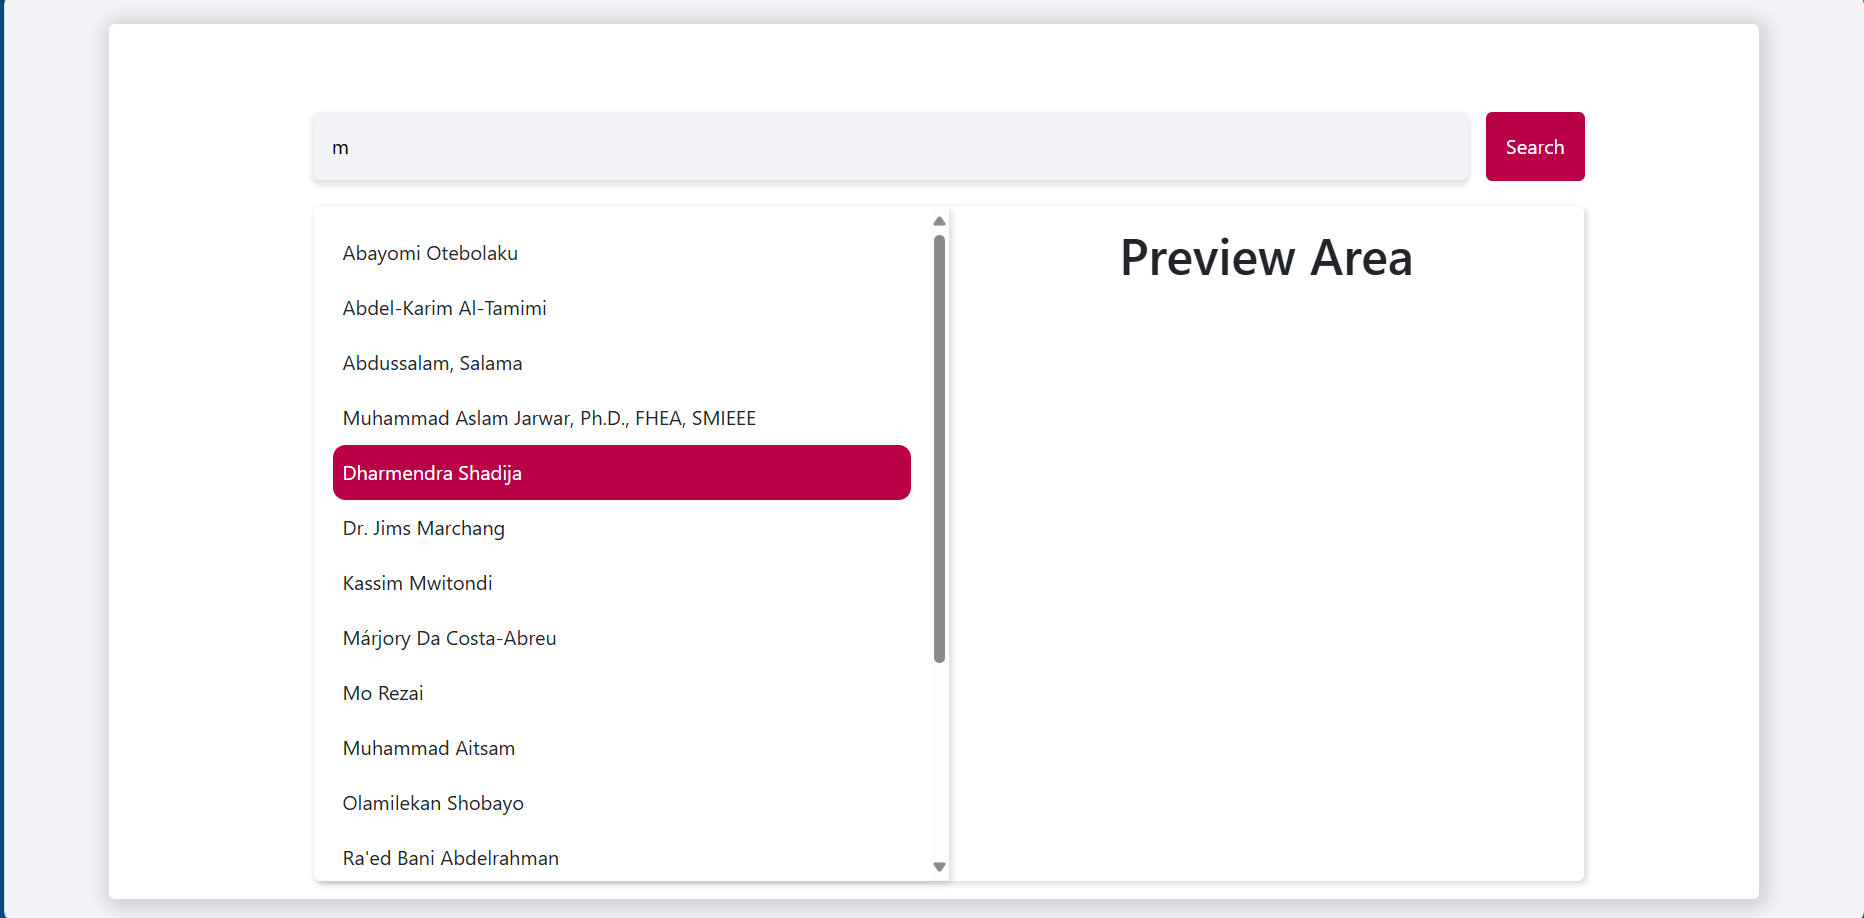 m
Search
Abayomi Otebolaku
Abdel-Karim Al-Tamimi
Abdussalam, Salama
Muhammad Aslam Jarwar, Ph.D., FHEA, SMIEEE
Dharmendra Shadija
Dr. Jims Marchang
Kassim Mwitondi
Márjory Da Costa-Abreu
Mo Rezai
Muhammad Aitsam
Olamilekan Shobayo
Ra'ed Bani Abdelrahman
Preview Area